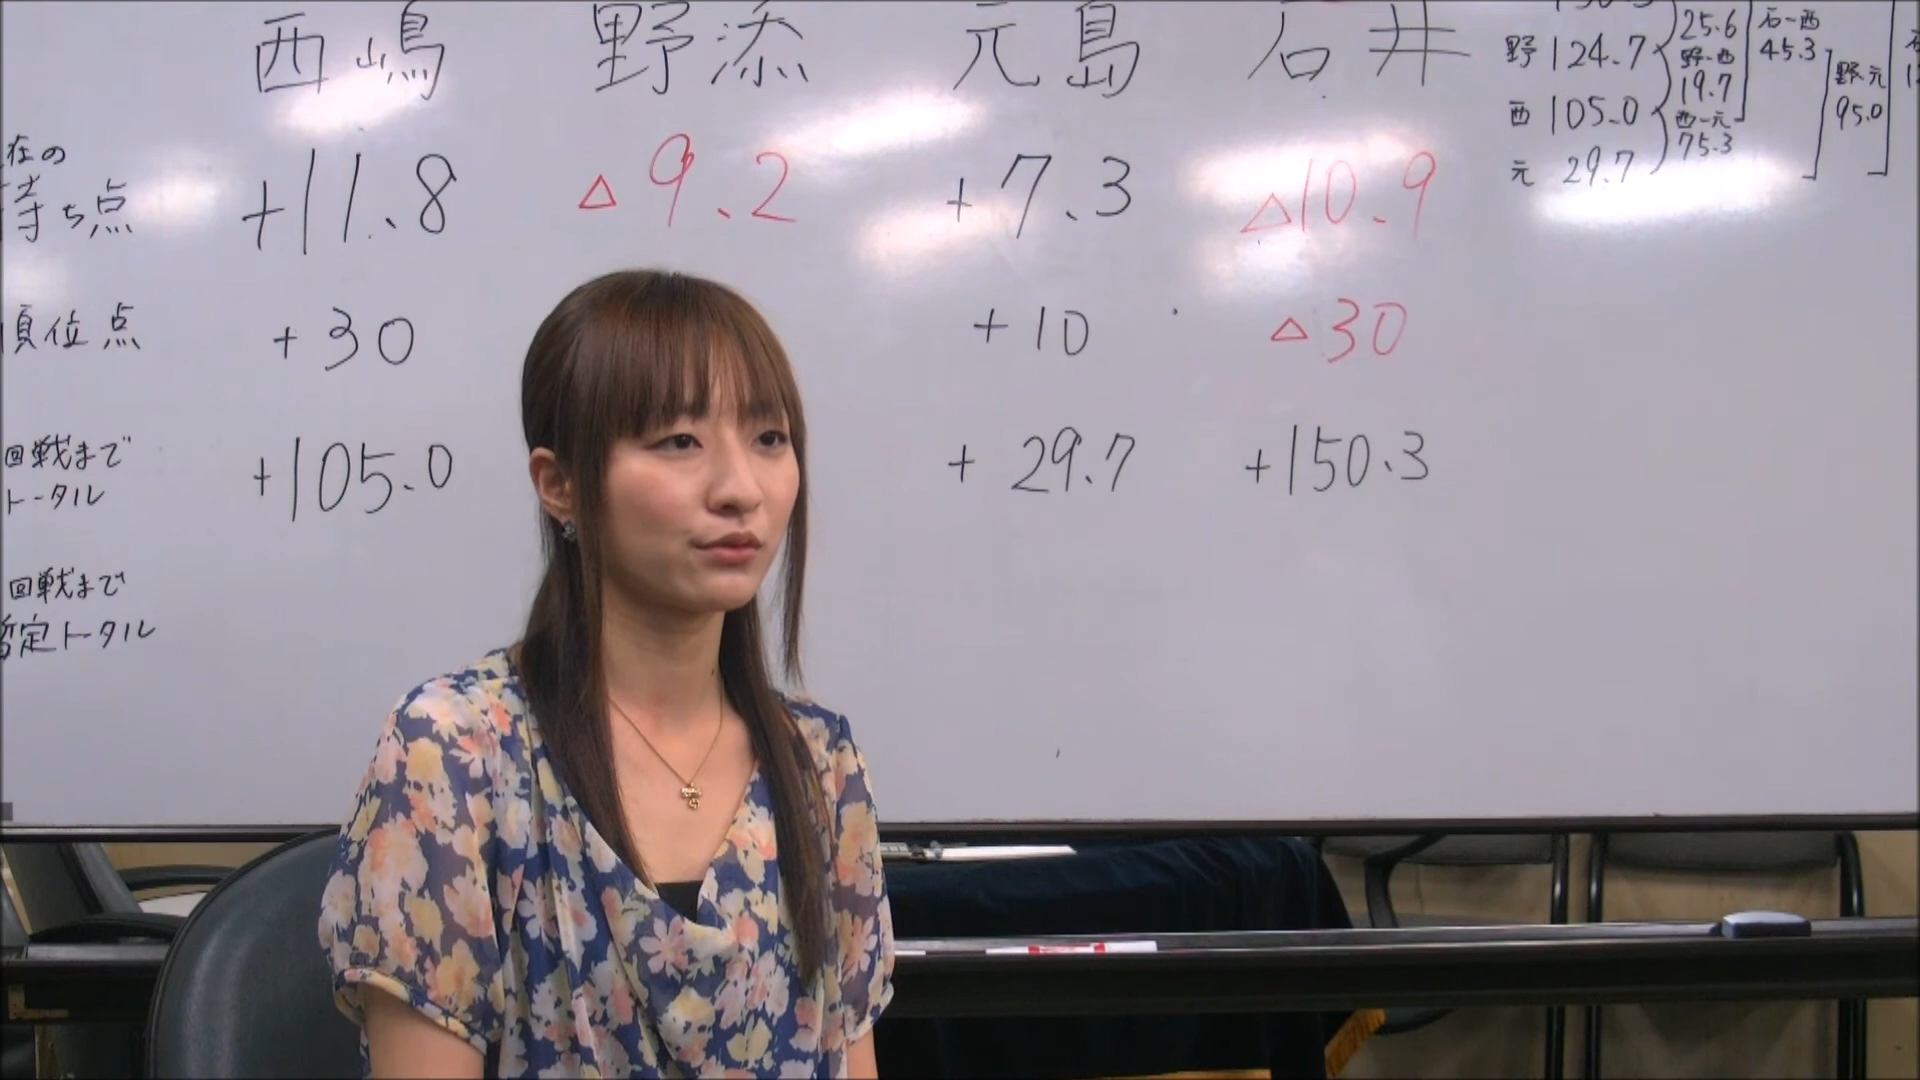 西嶋 野添 元島 石井
在の
持ち点 +11.8 △9.2 +7.3 △10.9
順位点 +30 +10 △30
回戦まで
トータル +105.0 +29.7 +150.3
回戦まで
暫定トータル
野 124.7
西 105.0
元 29.7
25.6
野-西
19.7
西-元
75.3
石-西
45.3
野-元
95.0